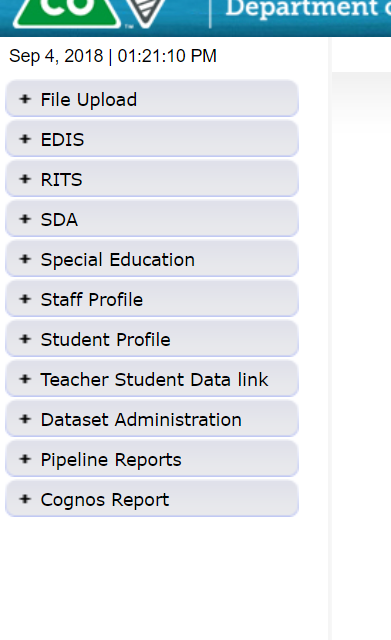 CO
TM
Department
Sep 4, 2018 | 01:21:10 PM
+ File Upload
+ EDIS
+ RITS
+ SDA
+ Special Education
+ Staff Profile
+ Student Profile
+ Teacher Student Data link
+ Dataset Administration
+ Pipeline Reports
+ Cognos Report